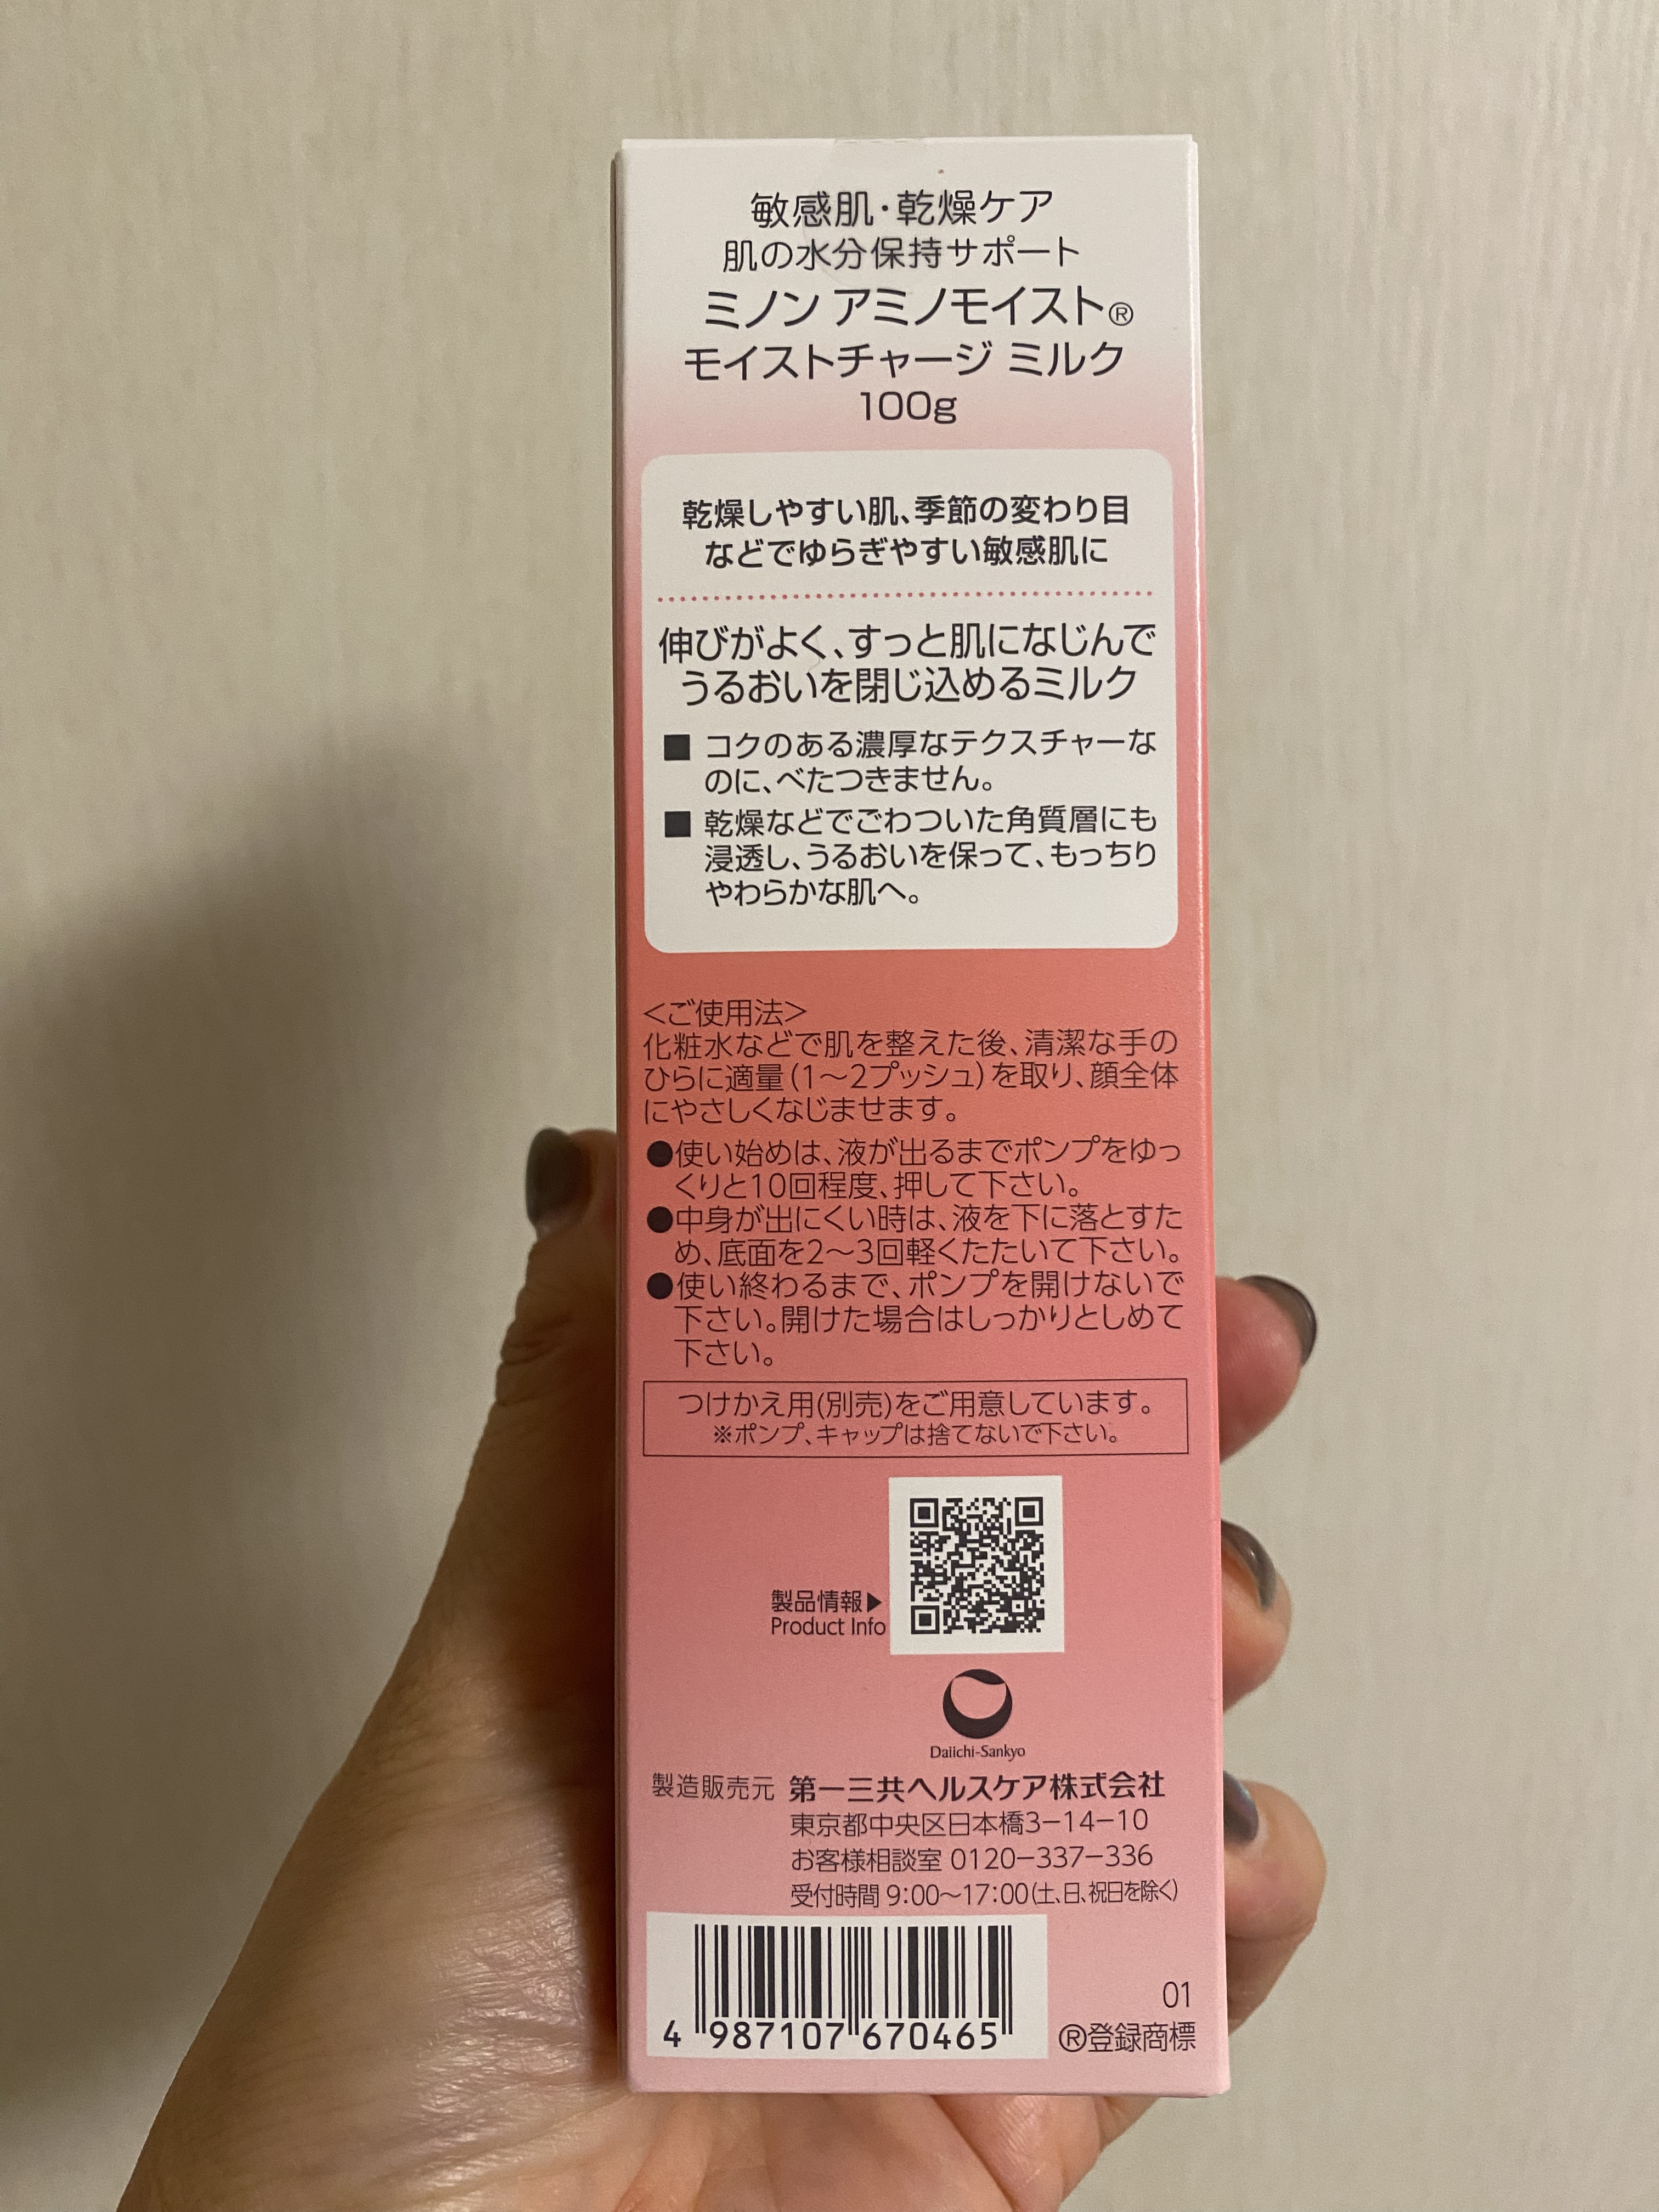 敏感肌・乾燥ケア
肌の水分保持サポート
ミノン アミノモイスト®
モイストチャージ ミルク
100g
乾燥しやすい肌、季節の変わり目
などでゆらぎやすい敏感肌に
伸びがよく、すっと肌になじんで
うるおいを閉じ込めるミルク
■ コクのある濃厚なテクスチャーな
のに、べたつきません。
■ 乾燥などでごわついた角質層にも
浸透し、うるおいを保って、もっちり
やわらかな肌へ。
＜ご使用法＞
化粧水などで肌を整えた後、清潔な手の
ひらに適量(1〜2プッシュ)を取り、顔全体
にやさしくなじませます。
●使い始めは、液が出るまでポンプをゆっ
くりと10回程度、押して下さい。
●中身が出にくい時は、液を下に落とすた
め、底面を2〜3回軽くたたいて下さい。
●使い終わるまで、ポンプを開けないで
下さい。開けた場合はしっかりとしめて
下さい。
つけかえ用(別売)をご用意しています。
※ポンプ、キャップは捨てないで下さい。
製品情報▶
Product Info
Daiichi-Sankyo
製造販売元 第一三共ヘルスケア株式会社
東京都中央区日本橋3−14−10
お客様相談室 0120−337−336
受付時間 9:00〜17:00(土、日、祝日を除く)
4 987107 670465
01
®登録商標